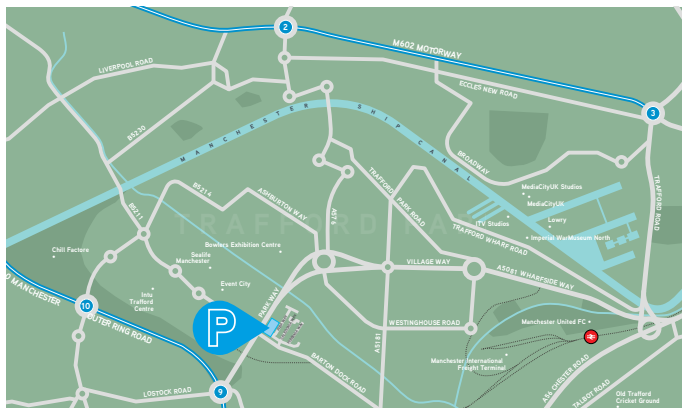 2
M602 MOTORWAY
LIVERPOOL ROAD
ECCLES NEW ROAD
3
MANCHESTER SHIP CANAL
B5230
BROADWAY
TRAFFORD ROAD
B5214
ASHBURTON WAY
TRAFFORD PARK ROAD
MediaCityUK Studios
MediaCityUK
B5211
A576
TRAFFORD PARK
ITV Studios
Lowry
Imperial WarMuseum North
TRAFFORD WHARF ROAD
Chill Factore
Bowlers Exhibition Centre
Sealife
Manchester
VILLAGE WAY
A5081 WHARFSIDE WAY
Event City
Intu
Trafford
Centre
PARK WAY
MANCHESTER
10
OUTER RING ROAD
P
WESTINGHOUSE ROAD
Manchester United FC
A5181
BARTON DOCK ROAD
Manchester International
Freight Terminal
A56 CHESTER ROAD
TALBOT ROAD
LOSTOCK ROAD
9
Old Trafford
Cricket Ground